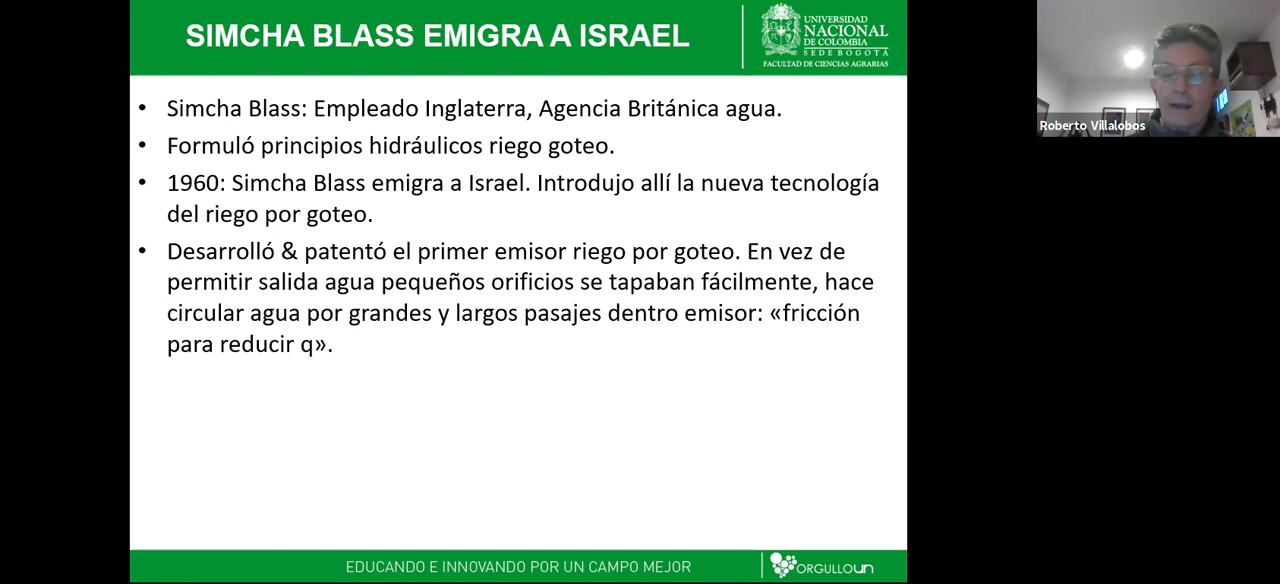 SIMCHA BLASS EMIGRA A ISRAEL
UNIVERSIDAD
NACIONAL
DE COLOMBIA
SEDE BOGOTÁ
FACULTAD DE CIENCIAS AGRARIAS
• Simcha Blass: Empleado Inglaterra, Agencia Británica agua.
• Formuló principios hidráulicos riego goteo.
• 1960: Simcha Blass emigra a Israel. Introdujo allí la nueva tecnología
del riego por goteo.
• Desarrolló & patentó el primer emisor riego por goteo. En vez de
permitir salida agua pequeños orificios se tapaban fácilmente, hace
circular agua por grandes y largos pasajes dentro emisor: «fricción
para reducir q».
EDUCANDO E INNOVANDO POR UN CAMPO MEJOR
ORGULLOUN
Roberto Villalobos